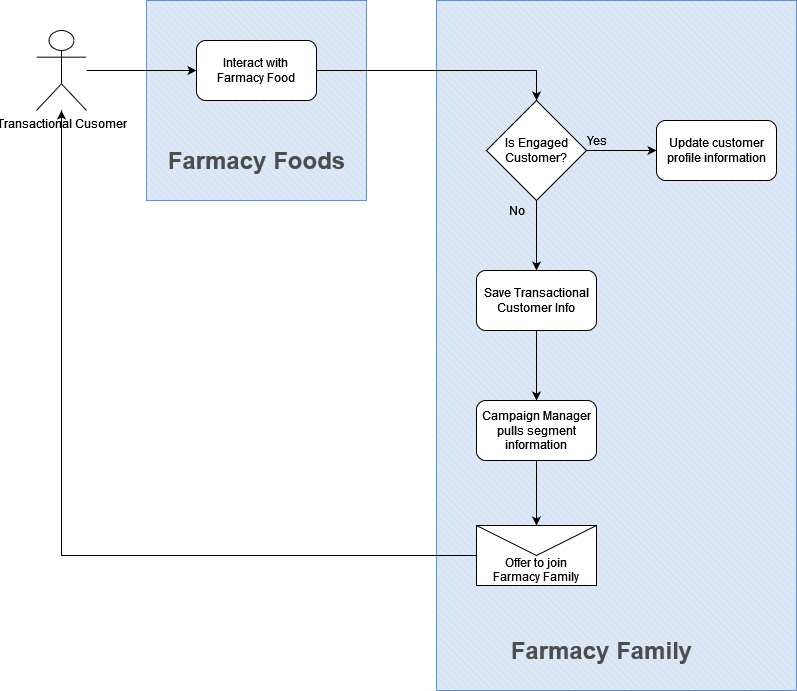 Interact with
Farmacy Food
Transactional Cusomer
Farmacy Foods
Is Engaged
Customer?
Yes
Update customer
profile information
No
Save Transactional
Customer Info
Campaign Manager
pulls segment
information
Offer to join
Farmacy Family
Farmacy Family